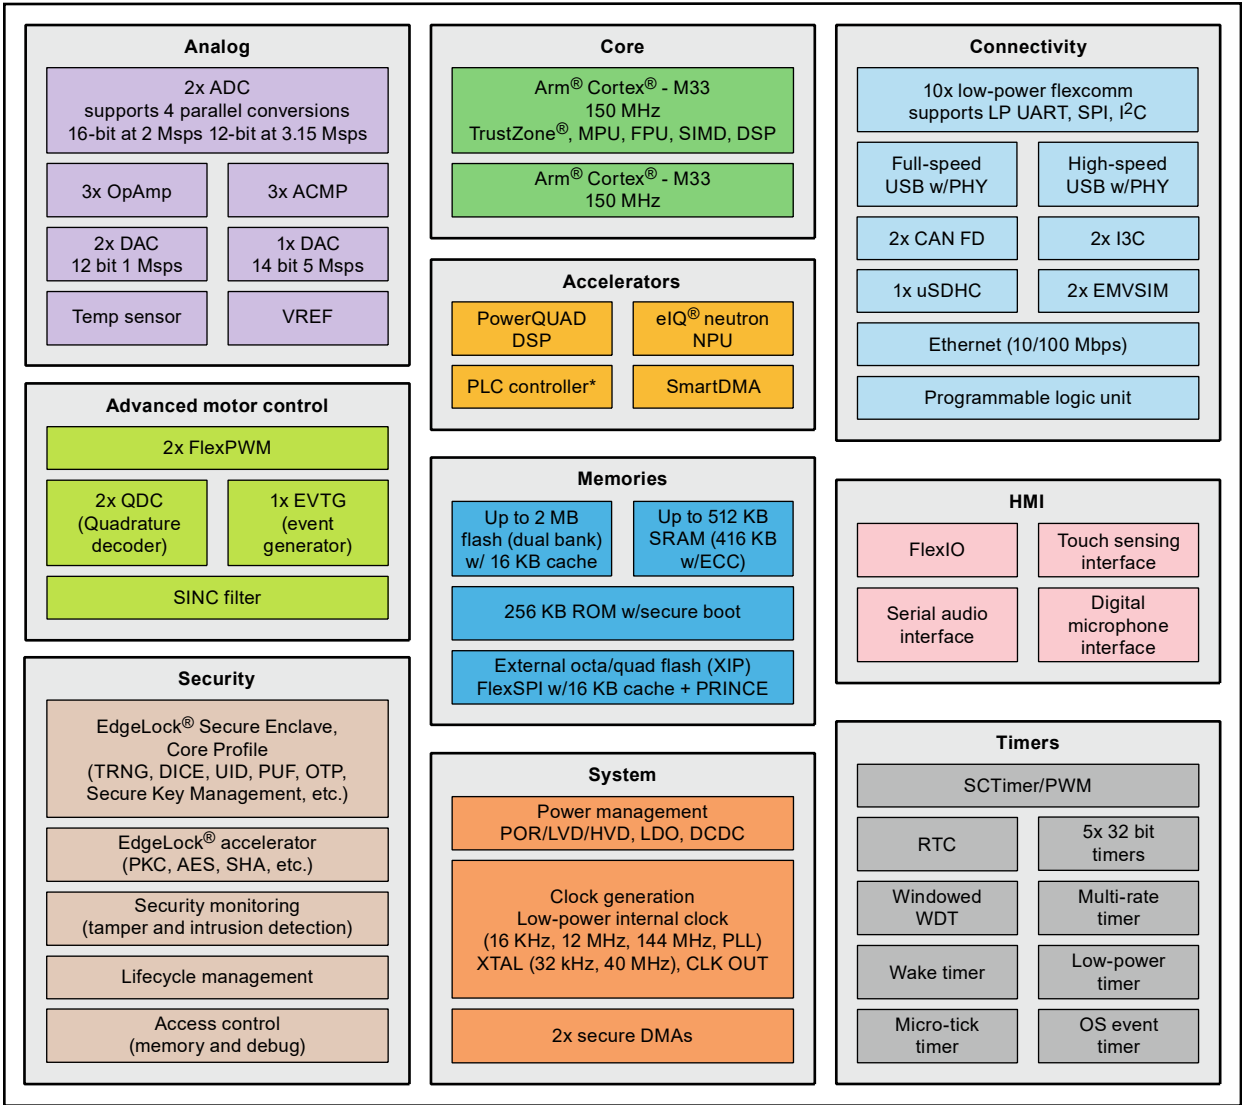 Analog
2x ADC
supports 4 parallel conversions
16-bit at 2 Msps 12-bit at 3.15 Msps
3x OpAmp
3x ACMP
2x DAC
12 bit 1 Msps
1x DAC
14 bit 5 Msps
Temp sensor
VREF
Advanced motor control
2x FlexPWM
2x QDC
(Quadrature
decoder)
1x EVTG
(event
generator)
SINC filter
Security
EdgeLock® Secure Enclave,
Core Profile
(TRNG, DICE, UID, PUF, OTP,
Secure Key Management, etc.)
EdgeLock® accelerator
(PKC, AES, SHA, etc.)
Security monitoring
(tamper and intrusion detection)
Lifecycle management
Access control
(memory and debug)
Core
Arm® Cortex® - M33
150 MHz
TrustZone®, MPU, FPU, SIMD, DSP
Arm® Cortex® - M33
150 MHz
Accelerators
PowerQUAD
DSP
eIQ® neutron
NPU
PLC controller*
SmartDMA
Memories
Up to 2 MB
flash (dual bank)
w/ 16 KB cache
Up to 512 KB
SRAM (416 KB
w/ECC)
256 KB ROM w/secure boot
External octa/quad flash (XIP)
FlexSPI w/16 KB cache + PRINCE
System
Power management
POR/LVD/HVD, LDO, DCDC
Clock generation
Low-power internal clock
(16 KHz, 12 MHz, 144 MHz, PLL)
XTAL (32 kHz, 40 MHz), CLK OUT
2x secure DMAs
Connectivity
10x low-power flexcomm
supports LP UART, SPI, I²C
Full-speed
USB w/PHY
High-speed
USB w/PHY
2x CAN FD
2x I3C
1x uSDHC
2x EMVSIM
Ethernet (10/100 Mbps)
Programmable logic unit
HMI
FlexIO
Touch sensing
interface
Serial audio
interface
Digital
microphone
interface
Timers
SCTimer/PWM
RTC
5x 32 bit
timers
Windowed
WDT
Multi-rate
timer
Wake timer
Low-power
timer
Micro-tick
timer
OS event
timer